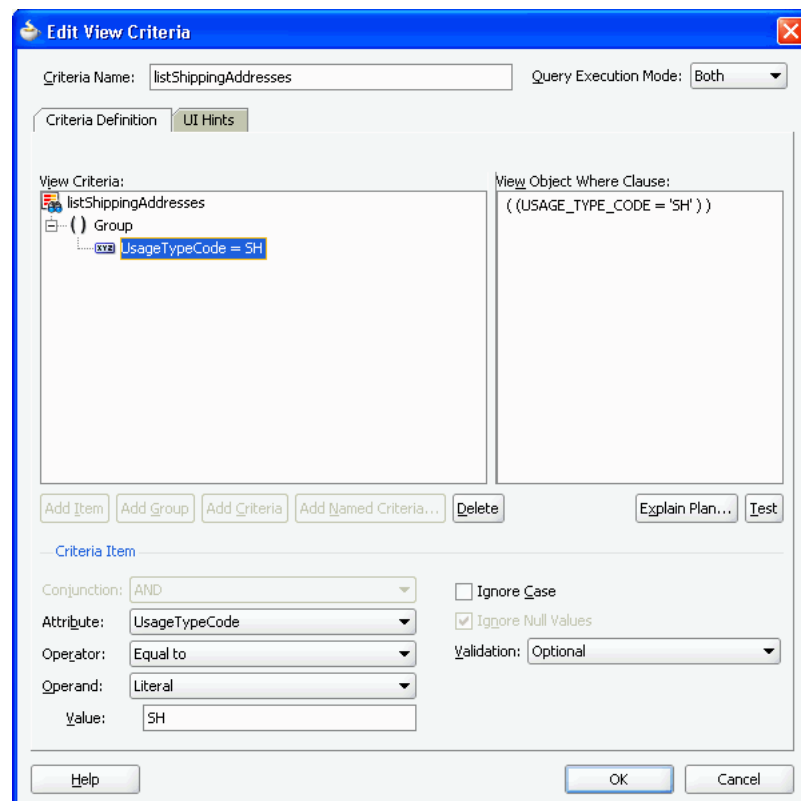 Edit View Criteria
Criteria Name: listShippingAddresses Query Execution Mode: Both
Criteria Definition UI Hints
View Criteria: View Object Where Clause:
listShippingAddresses ( (USAGE_TYPE_CODE = 'SH' ) )
( ) Group
XYZ UsageTypeCode = SH
Add Item Add Group Add Criteria Add Named Criteria... Delete Explain Plan... Test
Criteria Item
Conjunction: AND Ignore Case
Attribute: UsageTypeCode Ignore Null Values
Operator: Equal to Validation: Optional
Operand: Literal
Value: SH
Help OK Cancel